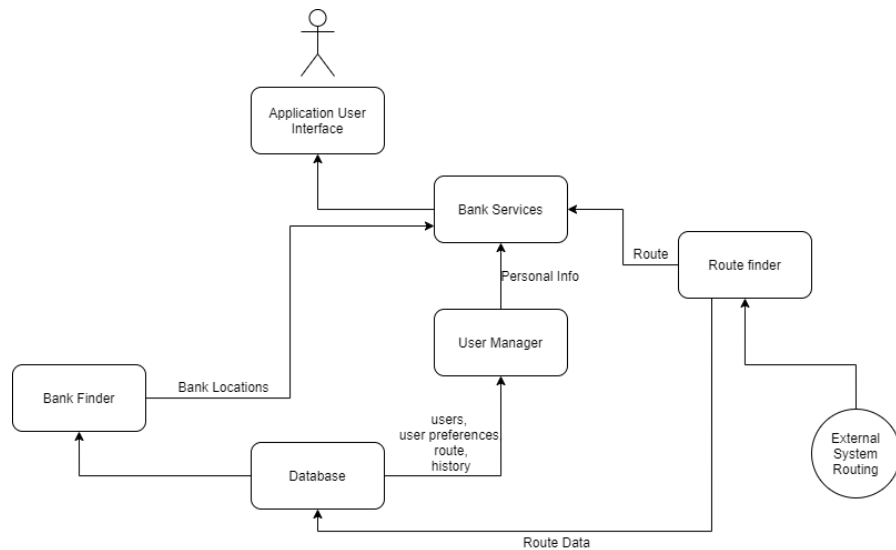 Application User
Interface
Bank Services
Route
Route finder
Personal Info
User Manager
Bank Finder
Bank Locations
users,
user preferences
route,
history
External
System
Routing
Database
Route Data